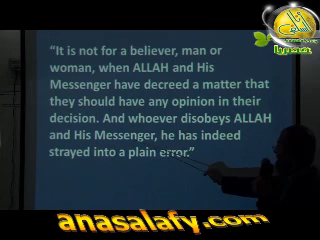 “It is not for a believer, man or
woman, when ALLAH and His
Messenger have decreed a matter that
they should have any opinion in their
decision. And whoever disobeys ALLAH
and His Messenger, he has indeed
strayed into a plain error.”
anasalafy.com